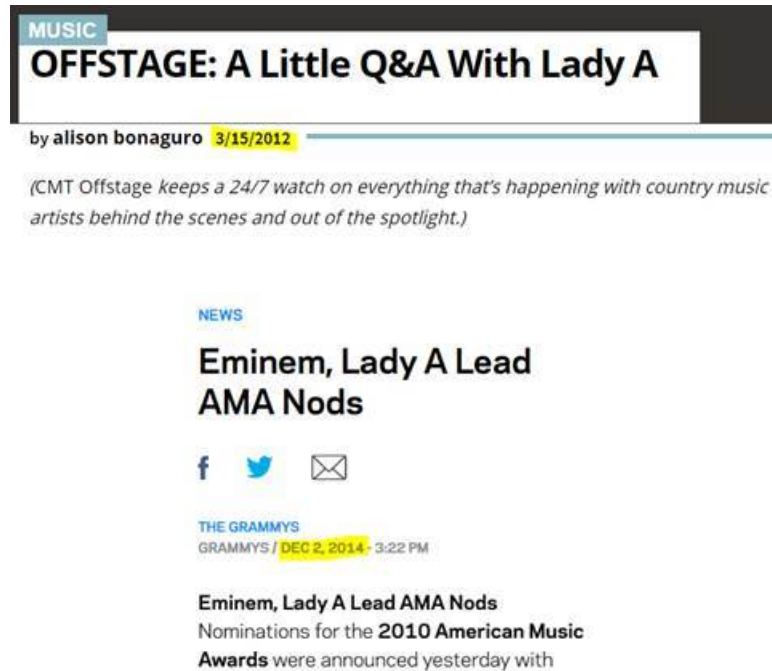 MUSIC
OFFSTAGE: A Little Q&A With Lady A
by alison bonaguro 3/15/2012
(CMT Offstage keeps a 24/7 watch on everything that's happening with country music
artists behind the scenes and out of the spotlight.)
NEWS
Eminem, Lady A Lead
AMA Nods
THE GRAMMYS
GRAMMYS / DEC 2, 2014 - 3:22 PM
Eminem, Lady A Lead AMA Nods
Nominations for the 2010 American Music
Awards were announced yesterday with